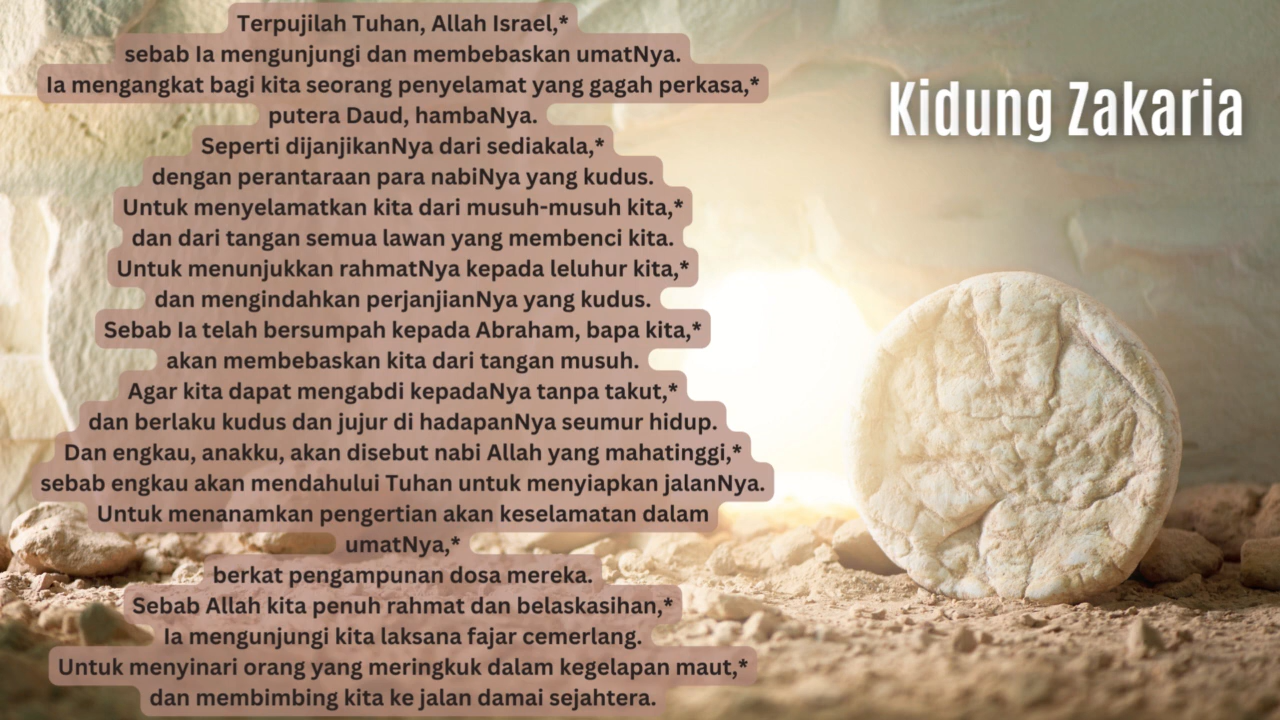 Terpujilah Tuhan, Allah Israel,*
sebab Ia mengunjungi dan membebaskan umatNya.
Ia mengangkat bagi kita seorang penyelamat yang gagah perkasa,*
putera Daud, hambaNya.
Seperti dijanjikanNya dari sediakala,*
dengan perantaraan para nabiNya yang kudus.
Untuk menyelamatkan kita dari musuh-musuh kita,*
dan dari tangan semua lawan yang membenci kita.
Untuk menunjukkan rahmatNya kepada leluhur kita,*
dan mengindahkan perjanjianNya yang kudus.
Sebab Ia telah bersumpah kepada Abraham, bapa kita,*
akan membebaskan kita dari tangan musuh.
Agar kita dapat mengabdi kepadaNya tanpa takut,*
dan berlaku kudus dan jujur di hadapanNya seumur hidup.
Dan engkau, anakku, akan disebut nabi Allah yang mahatinggi,*
sebab engkau akan mendahului Tuhan untuk menyiapkan jalanNya.
Untuk menanamkan pengertian akan keselamatan dalam
umatNya,*
berkat pengampunan dosa mereka.
Sebab Allah kita penuh rahmat dan belaskasihan,*
Ia mengunjungi kita laksana fajar cemerlang.
Untuk menyinari orang yang meringkuk dalam kegelapan maut,*
dan membimbing kita ke jalan damai sejahtera.
Kidung Zakaria